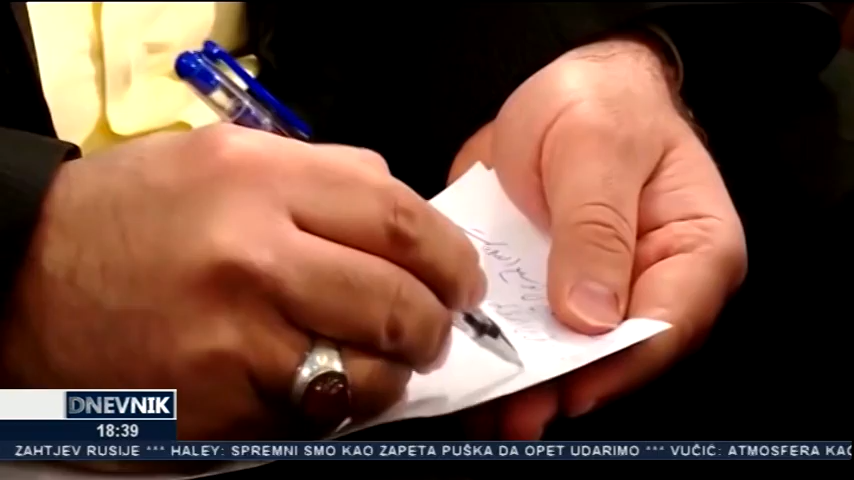 DNEVNIK
18:39
ZAHTJEV RUSIJE *** HALEY: SPREMNI SMO KAO ZAPETA PUŠKA DA OPET UDARIMO *** VUČIĆ: ATMOSFERA KAO